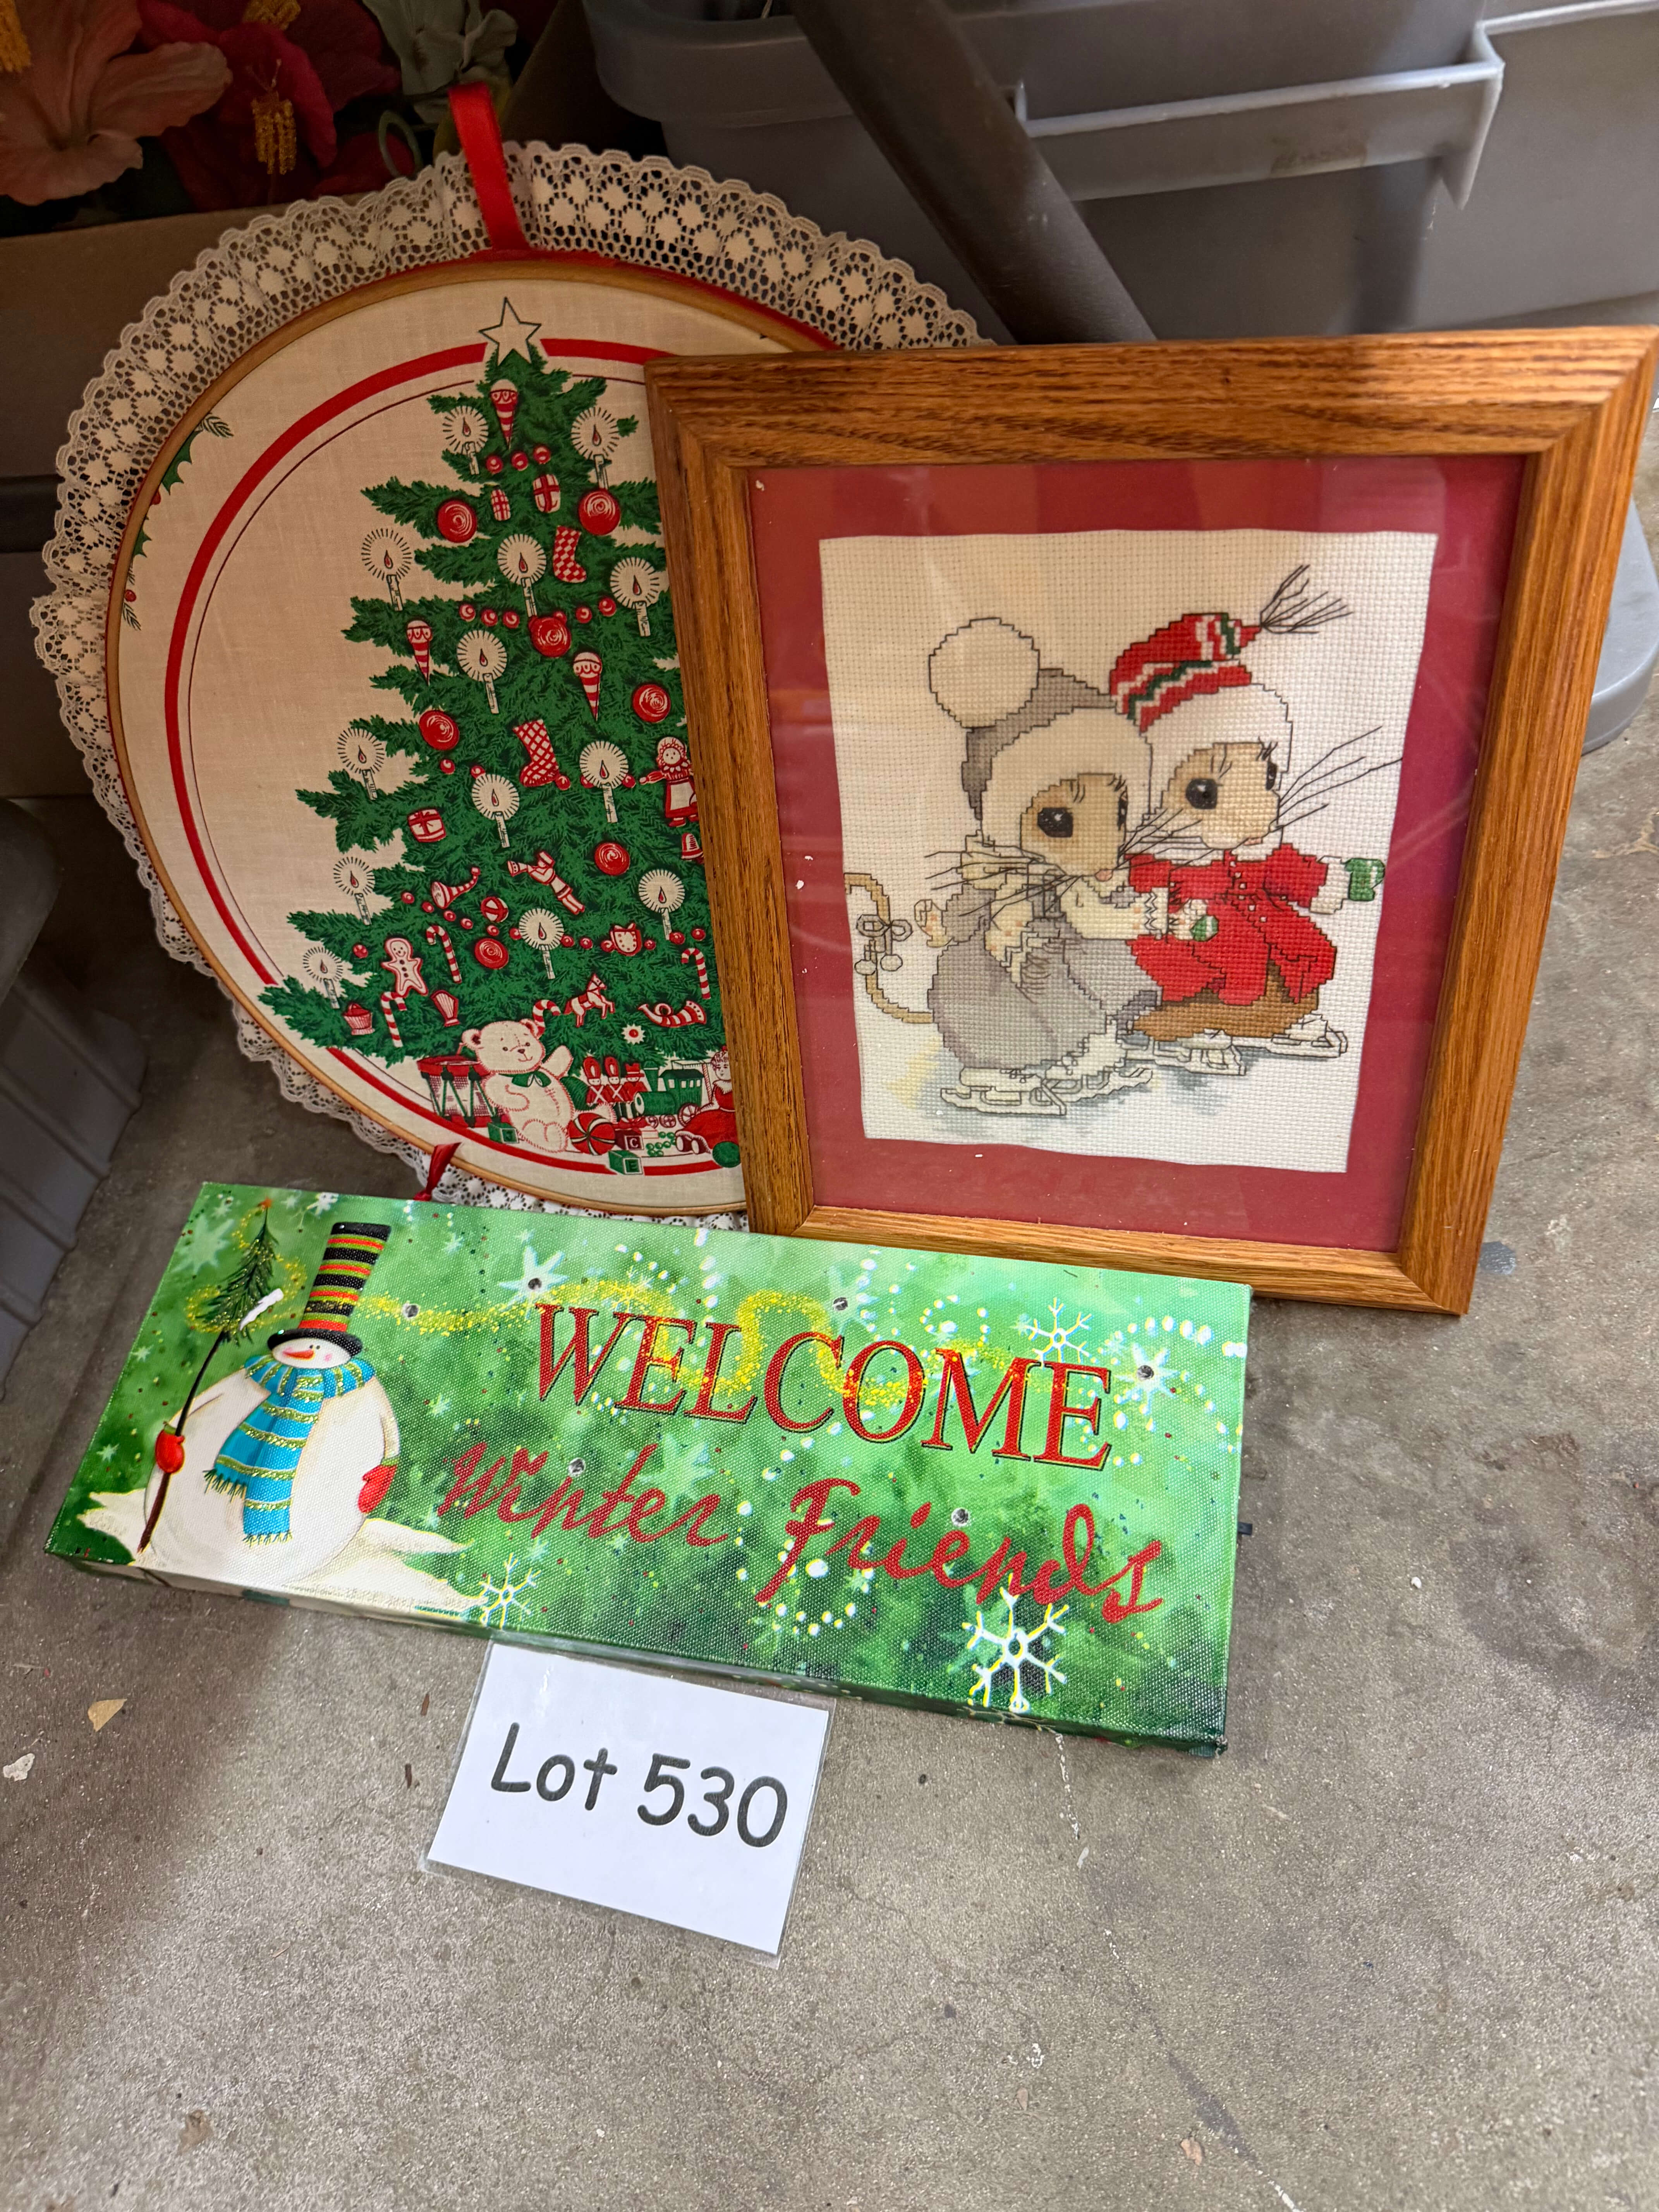 WELCOME
Winter Friends
Lot 530